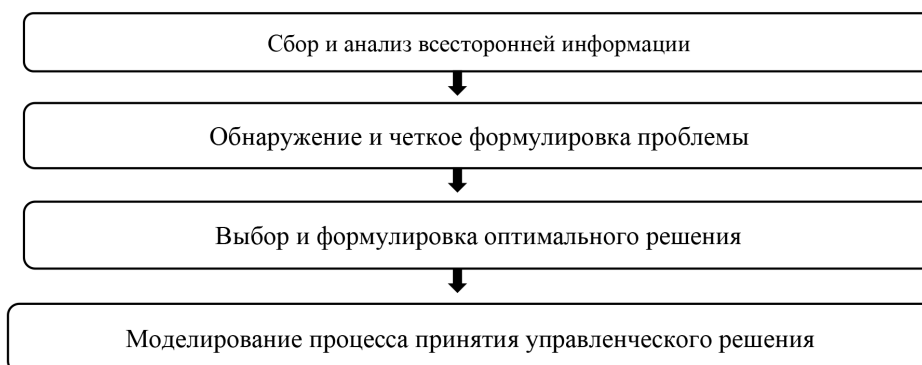 Сбор и анализ всесторонней информации
Обнаружение и четкое формулировка проблемы
Выбор и формулировка оптимального решения
Моделирование процесса принятия управленческого решения